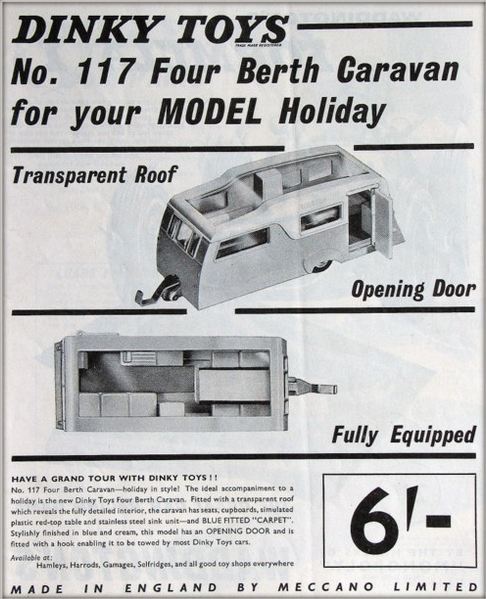 DINKY TOYS
TRADE MARK REGISTERED
No. 117 Four Berth Caravan
for your MODEL Holiday
Transparent Roof
Opening Door
Fully Equipped
HAVE A GRAND TOUR WITH DINKY TOYS ! !
No. 117 Four Berth Caravan—holiday in style! The ideal accompaniment to a
holiday is the new Dinky Toys Four Berth Caravan. Fitted with a transparent roof
which reveals the fully detailed interior, the caravan has seats, cupboards, simulated
plastic red-top table and stainless steel sink unit—and BLUE FITTED "CARPET".
Stylishly finished in blue and cream, this model has an OPENING DOOR and is
fitted with a hook enabling it to be towed by most Dinky Toys cars.
Available at:
Hamleys, Harrods, Gamages, Selfridges, and all good toy shops everywhere
6/-
MADE IN ENGLAND BY MECCANO LIMITED